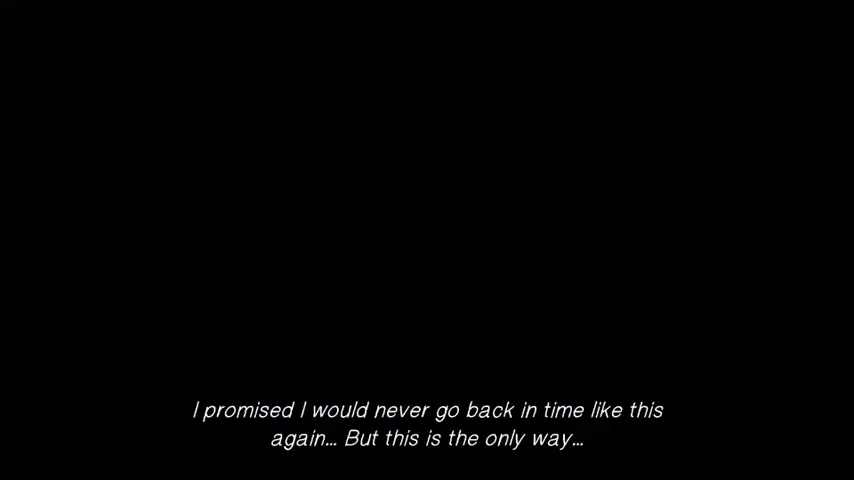 I promised I would never go back in time like this
again... But this is the only way...